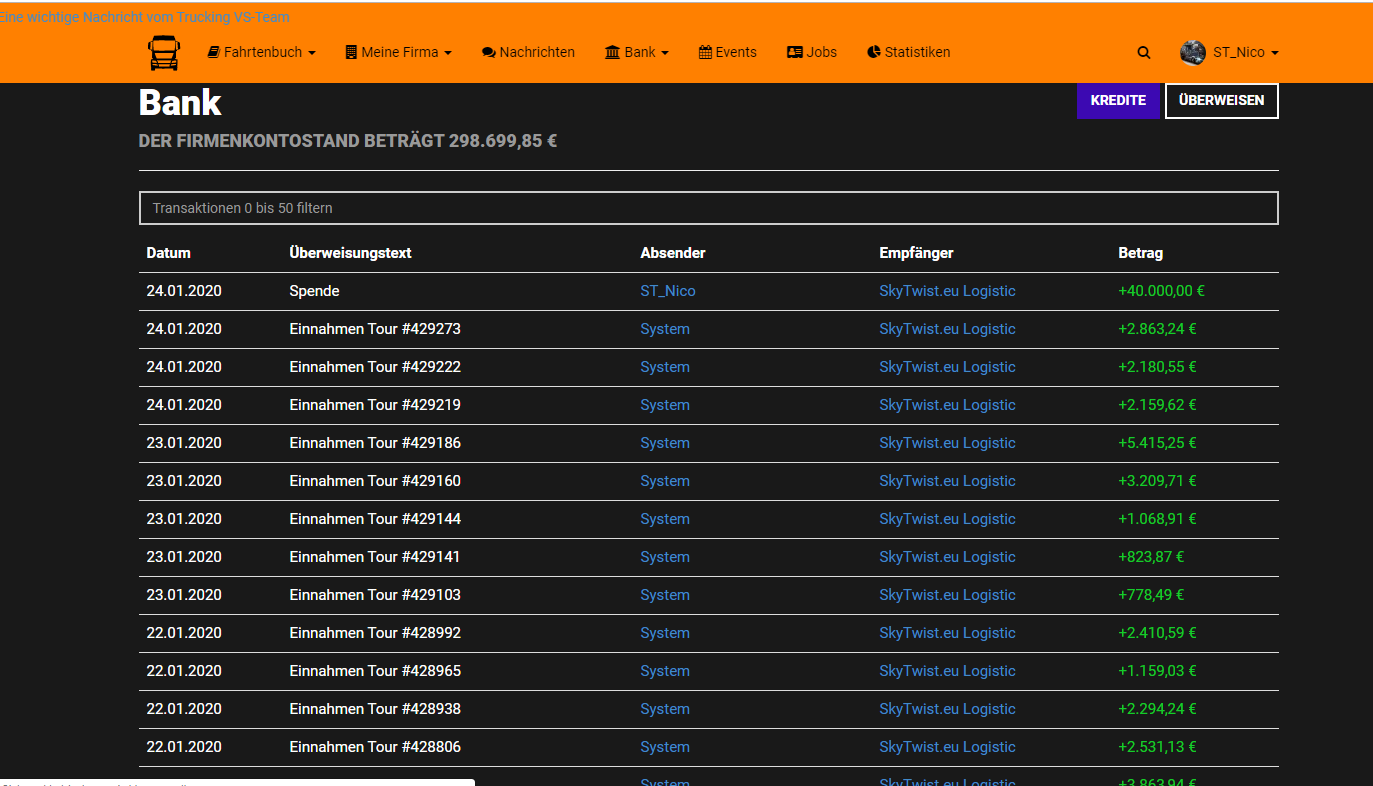 Eine wichtige Nachricht vom Trucking VS-Team
Fahrtenbuch Meine Firma Nachrichten Bank Events Jobs Statistiken ST_Nico
Bank KREDITE ÜBERWEISEN
DER FIRMENKONTOSTAND BETRÄGT 298.699,85 €
Transaktionen 0 bis 50 filtern
Datum Überweisungstext Absender Empfänger Betrag
24.01.2020 Spende ST_Nico SkyTwist.eu Logistic +40.000,00 €
24.01.2020 Einnahmen Tour #429273 System SkyTwist.eu Logistic +2.863,24 €
24.01.2020 Einnahmen Tour #429222 System SkyTwist.eu Logistic +2.180,55 €
24.01.2020 Einnahmen Tour #429219 System SkyTwist.eu Logistic +2.159,62 €
23.01.2020 Einnahmen Tour #429186 System SkyTwist.eu Logistic +5.415,25 €
23.01.2020 Einnahmen Tour #429160 System SkyTwist.eu Logistic +3.209,71 €
23.01.2020 Einnahmen Tour #429144 System SkyTwist.eu Logistic +1.068,91 €
23.01.2020 Einnahmen Tour #429141 System SkyTwist.eu Logistic +823,87 €
23.01.2020 Einnahmen Tour #429103 System SkyTwist.eu Logistic +778,49 €
22.01.2020 Einnahmen Tour #428992 System SkyTwist.eu Logistic +2.410,59 €
22.01.2020 Einnahmen Tour #428965 System SkyTwist.eu Logistic +1.159,03 €
22.01.2020 Einnahmen Tour #428938 System SkyTwist.eu Logistic +2.294,24 €
22.01.2020 Einnahmen Tour #428806 System SkyTwist.eu Logistic +2.531,13 €
System SkyTwist.eu Logistic +3.863,94 €